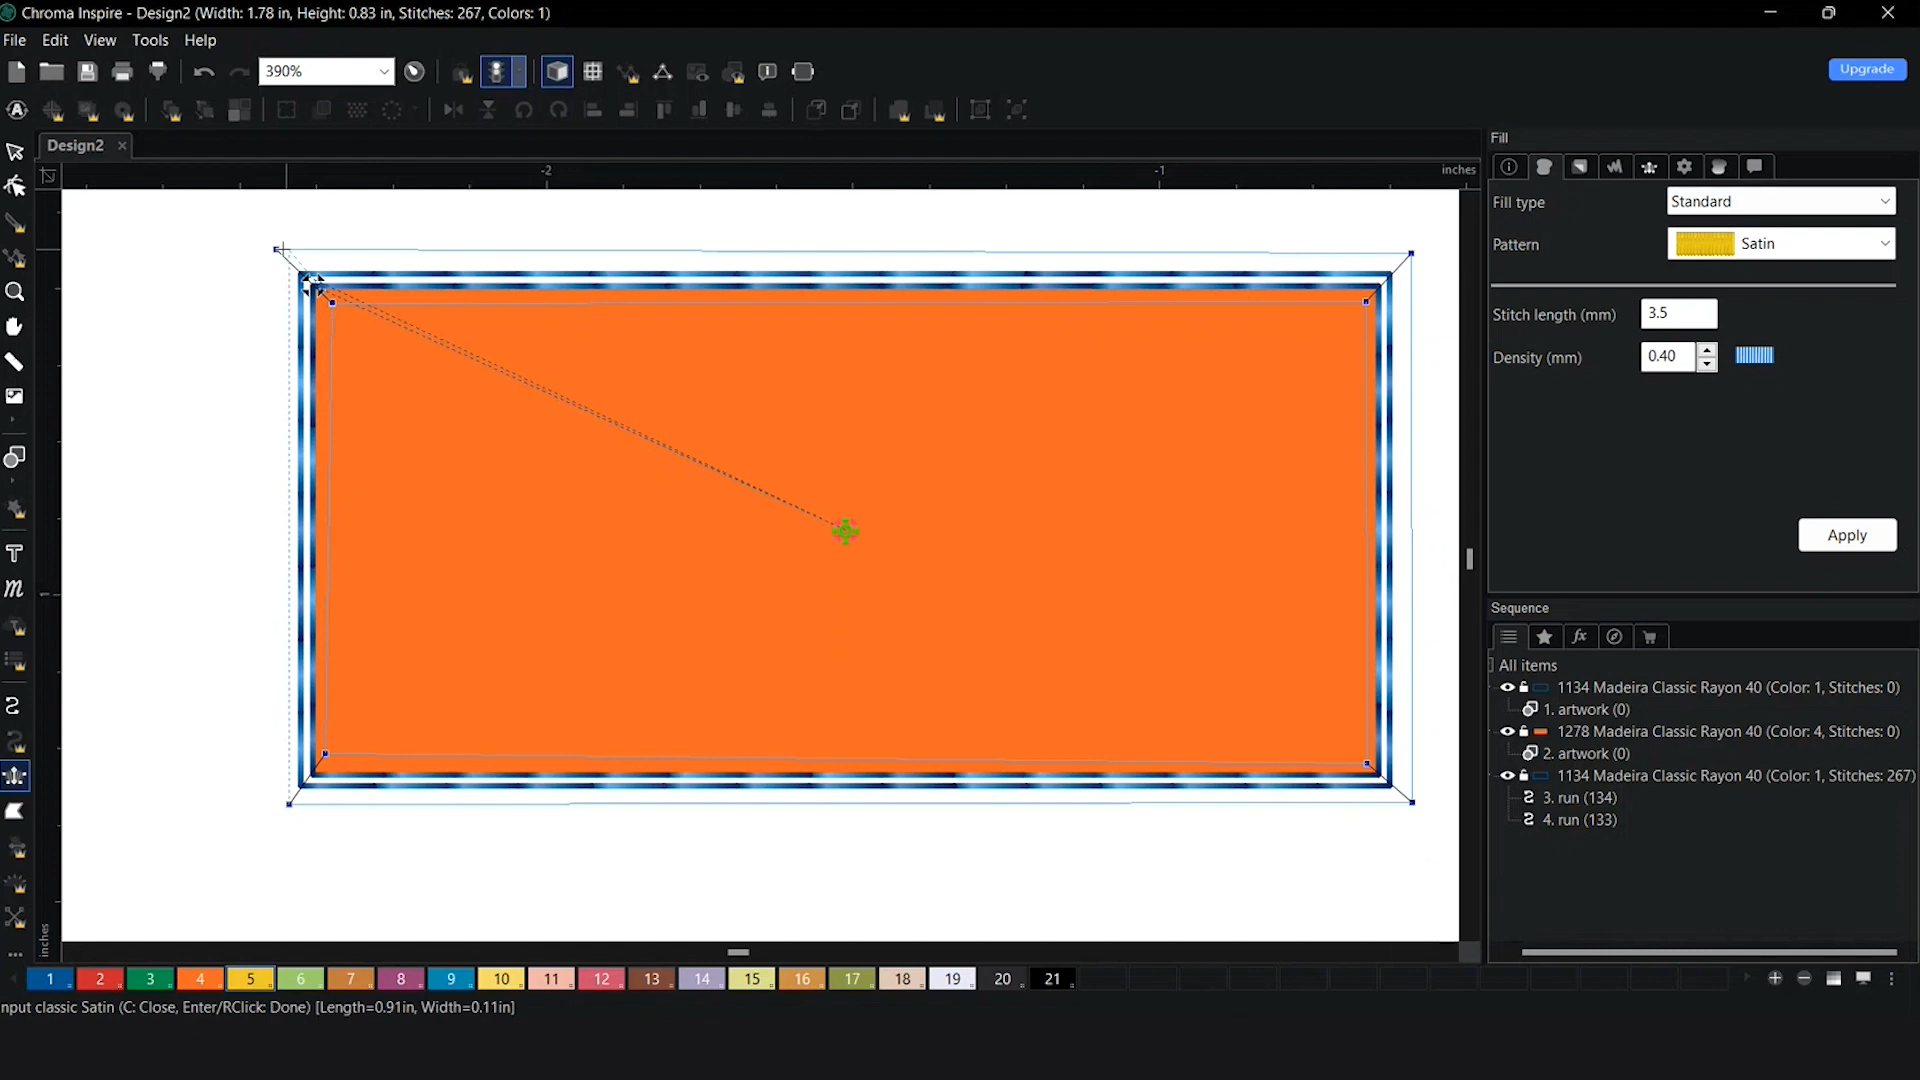 Chroma Inspire - Design2 (Width: 1.78 in, Height: 0.83 in, Stitches: 267, Colors: 1)
File Edit View Tools Help
390%
Upgrade
Design2
-2 -1 inches
Fill
Fill type Standard
Pattern Satin
Stitch length (mm) 3.5
Density (mm) 0.40
Apply
1
inches
Sequence
All items
1134 Madeira Classic Rayon 40 (Color: 1, Stitches: 0)
1. artwork (0)
1278 Madeira Classic Rayon 40 (Color: 4, Stitches: 0)
2. artwork (0)
1134 Madeira Classic Rayon 40 (Color: 1, Stitches: 267)
3. run (134)
4. run (133)
1 2 3 4 5 6 7 8 9 10 11 12 13 14 15 16 17 18 19 20 21
nput classic Satin (C: Close, Enter/RClick: Done) [Length=0.91in, Width=0.11in]